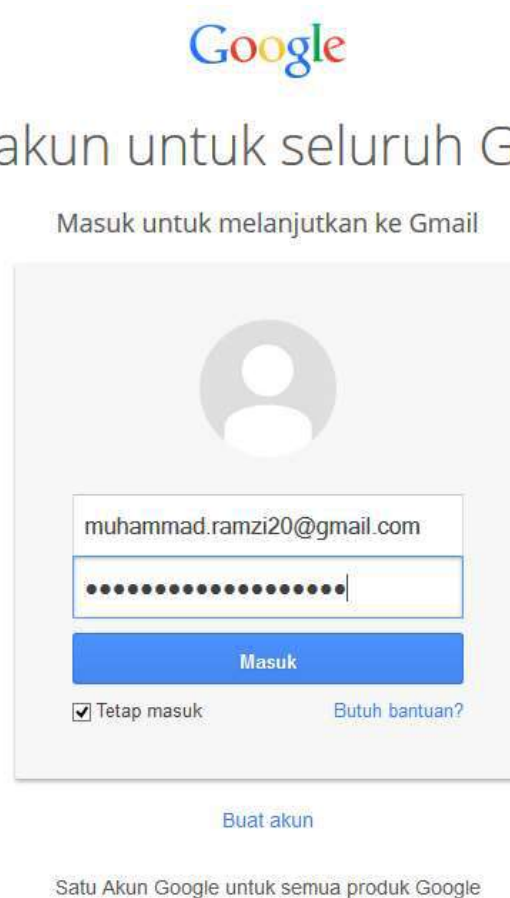 Google
akun untuk seluruh G
Masuk untuk melanjutkan ke Gmail
muhammad.ramzi20@gmail.com
●●●●●●●●●●●●●●●●●●●
Masuk
Tetap masuk Butuh bantuan?
Buat akun
Satu Akun Google untuk semua produk Google